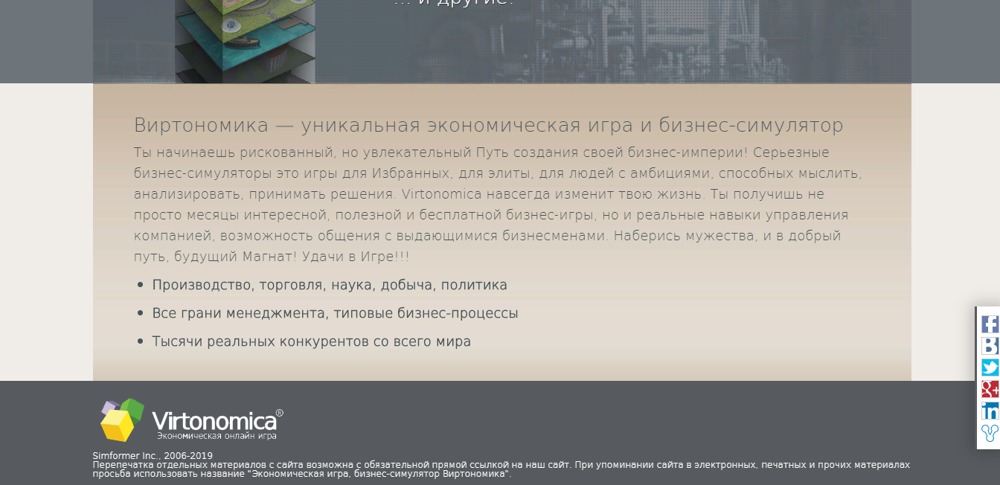 ... и другие.
Виртономика — уникальная экономическая игра и бизнес-симулятор
Ты начинаешь рискованный, но увлекательный Путь создания своей бизнес-империи! Серьезные
бизнес-симуляторы это игры для Избранных, для элиты, для людей с амбициями, способных мыслить,
анализировать, принимать решения. Virtonomica навсегда изменит твою жизнь. Ты получишь не
просто месяцы интересной, полезной и бесплатной бизнес-игры, но и реальные навыки управления
компанией, возможность общения с выдающимися бизнесменами. Наберись мужества, и в добрый
путь, будущий Магнат! Удачи в Игре!!!
• Производство, торговля, наука, добыча, политика
• Все грани менеджмента, типовые бизнес-процессы
• Тысячи реальных конкурентов со всего мира
Virtonomica®
Экономическая онлайн игра
Simformer Inc., 2006-2019
Перепечатка отдельных материалов с сайта возможна с обязательной прямой ссылкой на наш сайт. При упоминании сайта в электронных, печатных и прочих материалах
просьба использовать название "Экономическая игра, бизнес-симулятор Виртономика".